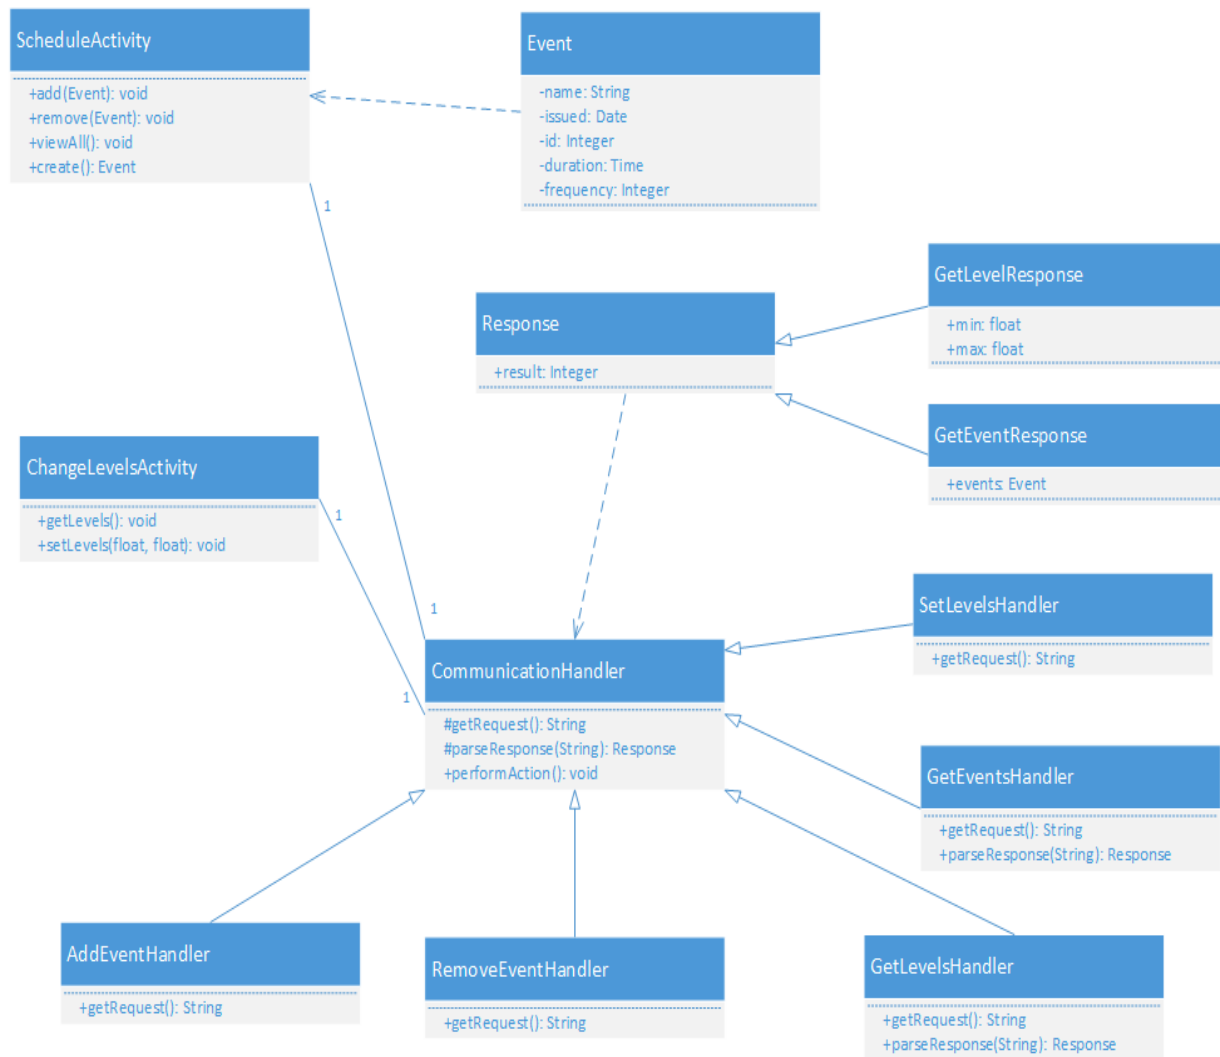 ScheduleActivity
+add(Event): void
+remove(Event): void
+viewAll(): void
+create(): Event
Event
-name: String
-issued: Date
-id: Integer
-duration: Time
-frequency: Integer
1
GetLevelResponse
+min: float
+max: float
Response
+result: Integer
GetEventResponse
+events: Event
ChangeLevelsActivity
+getLevels(): void
+setLevels(float, float): void
1
SetLevelsHandler
+getRequest(): String
1
1
CommunicationHandler
#getRequest(): String
#parseResponse(String): Response
+performAction(): void
GetEventsHandler
+getRequest(): String
+parseResponse(String): Response
AddEventHandler
+getRequest(): String
RemoveEventHandler
+getRequest(): String
GetLevelsHandler
+getRequest(): String
+parseResponse(String): Response